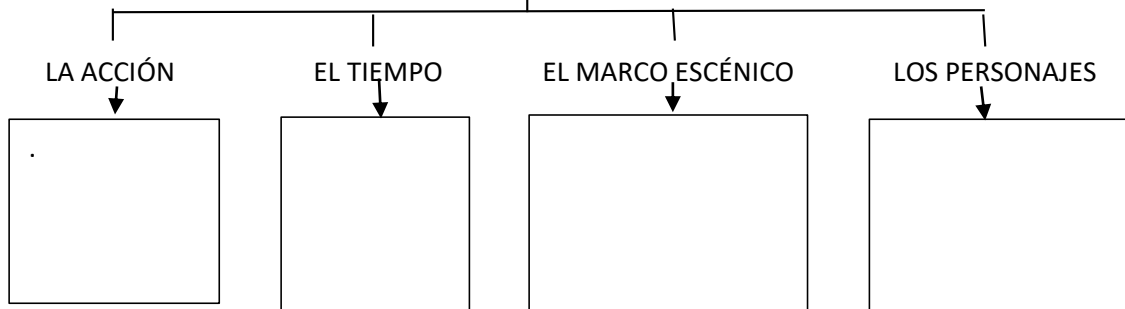 LA ACCIÓN
EL TIEMPO
EL MARCO ESCÉNICO
LOS PERSONAJES
.